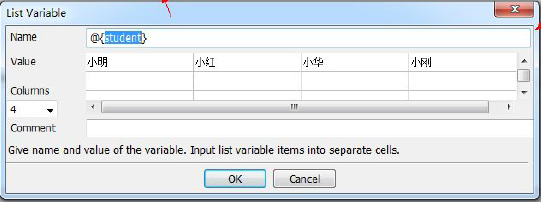 List Variable
Name @{student}
Value 小明 小红 小华 小刚
Columns
4
Comment
Give name and value of the variable. Input list variable items into separate cells.
OK Cancel